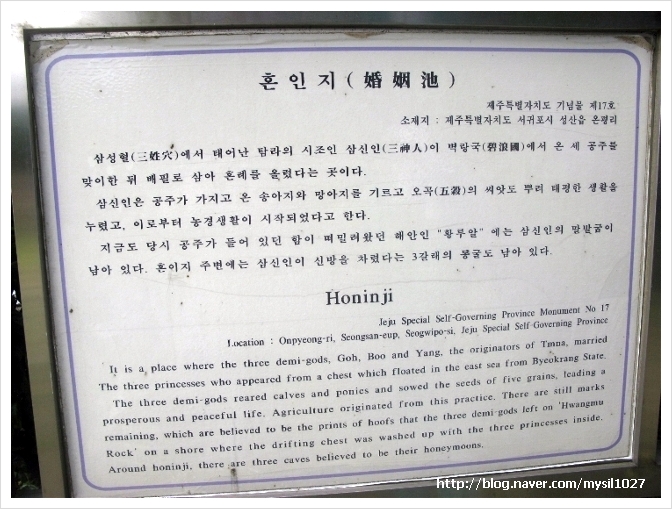 혼인지(婚姻池)
제주특별자치도 기념물 제17호
소재지 : 제주특별자치도 서귀포시 성산읍 온평리
삼성혈(三姓穴)에서 태어난 탐라의 시조인 삼신인(三神人)이 벽랑국(碧浪國)에서 온 세 공주를
맞이한 뒤 배필로 삼아 혼례를 올렸다는 곳이다.
삼신인은 공주가 가지고 온 송아지와 망아지를 기르고 오곡(五穀)의 씨앗도 뿌려 태평한 생활을
누렸고, 이로부터 농경생활이 시작되었다고 한다.
지금도 당시 공주가 들어 있던 함이 떠밀려왔던 해안인 "황루알" 에는 삼신인의 말발굽이
남아 있다. 혼인지 주변에는 삼신인이 신방을 차렸다는 3갈래의 동굴도 남아 있다.
Honinji
Jeju Special Self-Governing Province Monument No 17
Location : Onpyeong-ri, Seongsan-eup, Seogwipo-si, Jeju Special Self-Governing Province
It is a place where the three demi-gods, Goh, Boo and Yang, the originators of Tmna, married
The three princesses who appeared from a chest which floated in the east sea from Byeokrang State.
The three demi-gods reared calves and ponies and sowed the seeds of five grains, leading a
prosperous and peaceful life. Agriculture originated from this practice. There are still marks
remaining, which are believed to be the prints of hoofs that the three demi-gods left on 'Hwangmu
Rock' on a shore where the drifting chest was washed up with the three princesses inside.
Around honinji, there are three caves believed to be their honeymoons.
http://blog.naver.com/mysil1027